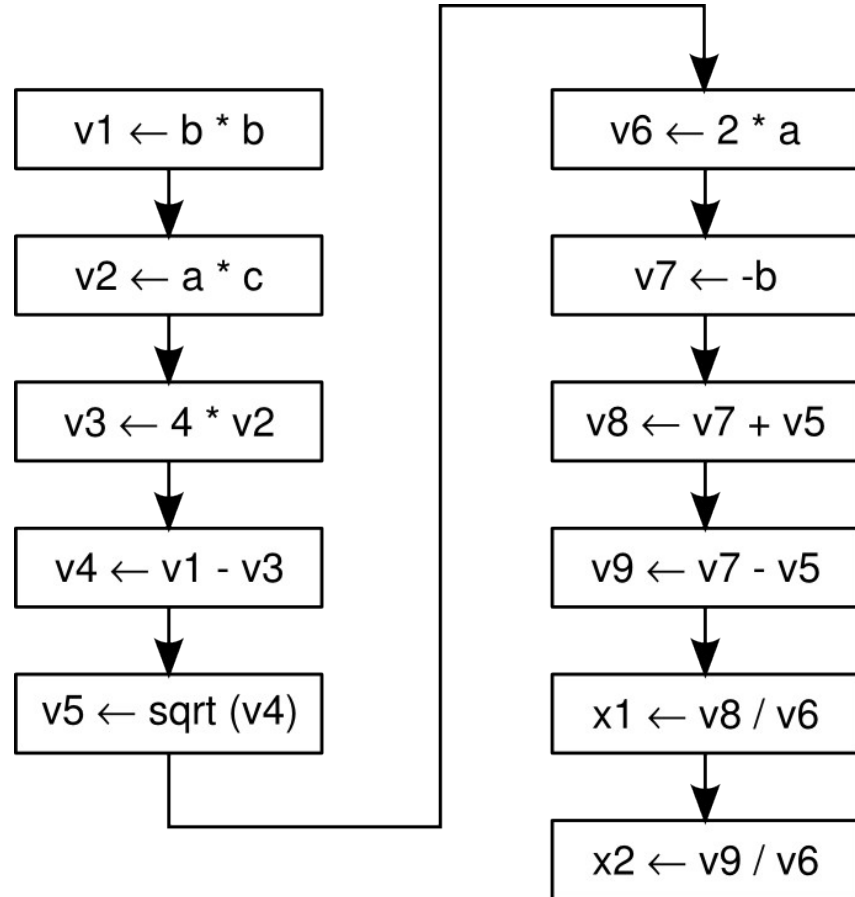 v1 ← b * b
v2 ← a * c
v3 ← 4 * v2
v4 ← v1 - v3
v5 ← sqrt (v4)
v6 ← 2 * a
v7 ← -b
v8 ← v7 + v5
v9 ← v7 - v5
x1 ← v8 / v6
x2 ← v9 / v6